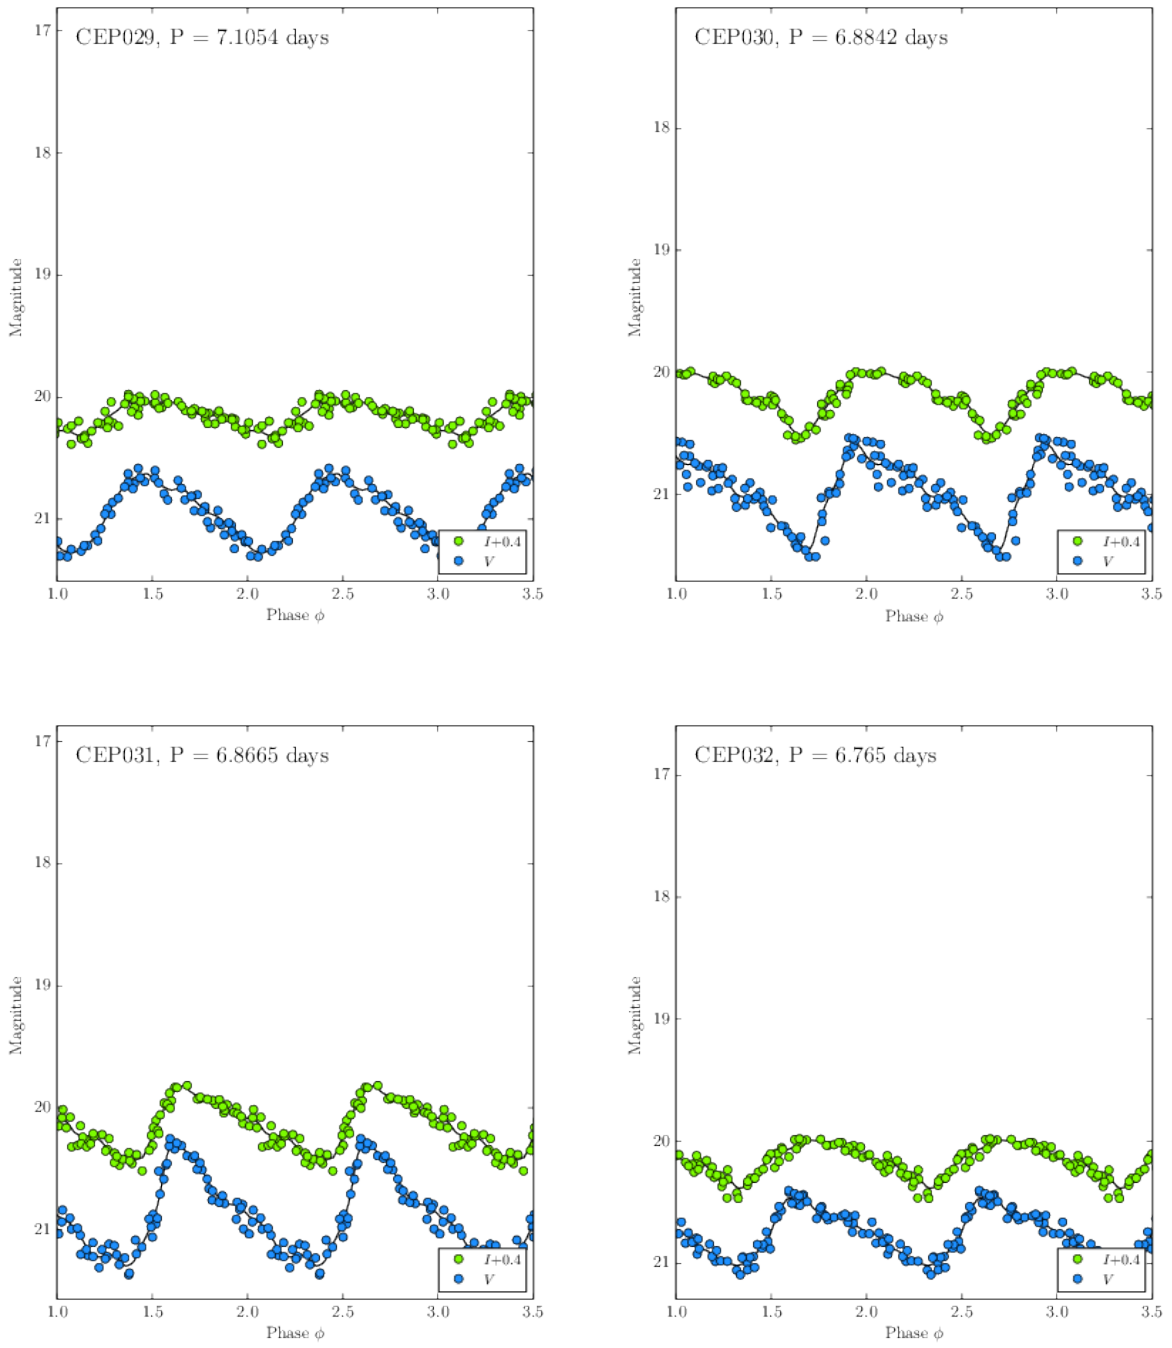 CEP029, P = 7.1054 days
17
18
19
20
21
Magnitude
I+0.4
V
1.0 1.5 2.0 2.5 3.0 3.5
Phase ϕ
CEP030, P = 6.8842 days
18
19
20
21
Magnitude
I+0.4
V
1.0 1.5 2.0 2.5 3.0 3.5
Phase ϕ
CEP031, P = 6.8665 days
17
18
19
20
21
Magnitude
I+0.4
V
1.0 1.5 2.0 2.5 3.0 3.5
Phase ϕ
CEP032, P = 6.765 days
17
18
19
20
21
Magnitude
I+0.4
V
1.0 1.5 2.0 2.5 3.0 3.5
Phase ϕ